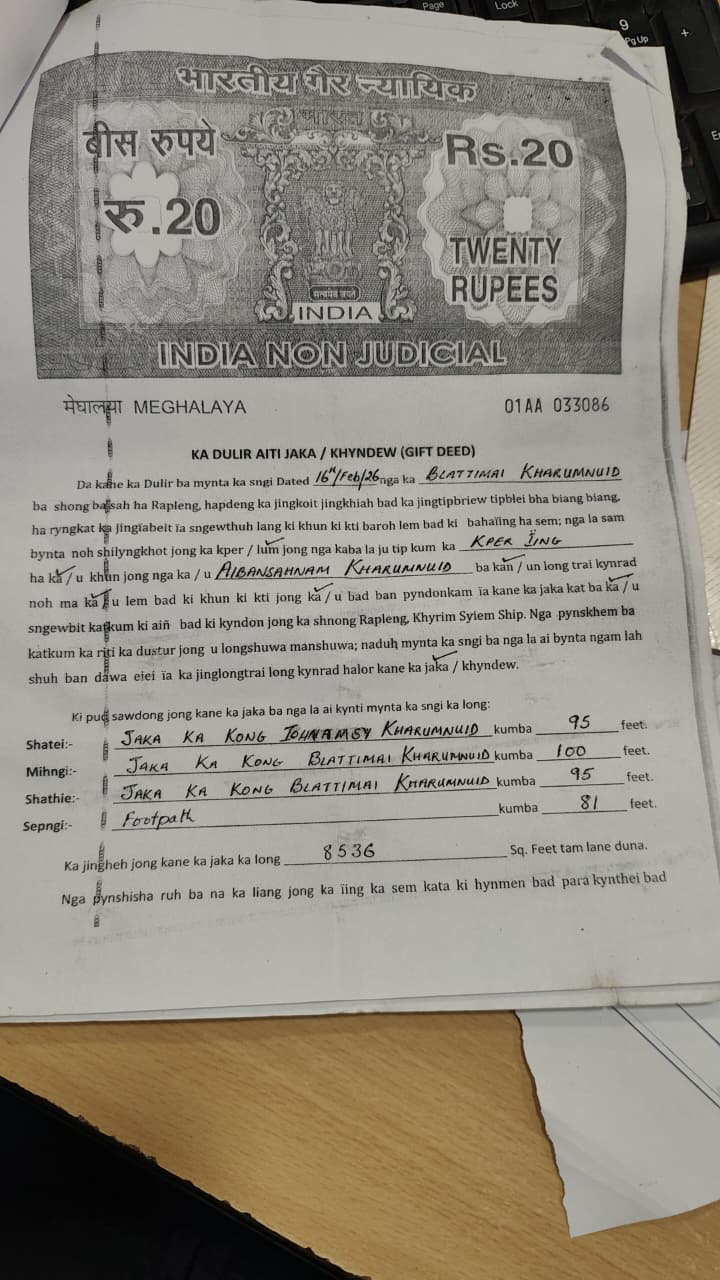 Page
Lock
9
Pg Up
+
भारतीय गैर न्यायिक
भारत
बीस रुपये
Rs.20
रु.20
TWENTY
RUPEES
सत्यमेव जयते
INDIA
INDIA NON JUDICIAL
मेघालया MEGHALAYA
01AA 033086
KA DULIR AITI JAKA / KHYNDEW (GIFT DEED)
Da kane ka Dulir ba mynta ka sngi Dated 16th/Feb/26 nga ka BLATTIMAI KHARUMNUID
ba shong basah ha Rapleng, hapdeng ka jingkoit jingkhiah bad ka jingtipbriew tipblei bha biang biang,
ha ryngkat ka jingïabeit ïa sngewthuh lang ki khun ki kti baroh lem bad ki bahaïing ha sem; nga la sam
bynta noh shilyngkhot jong ka kper / lum jong nga kaba la ju tip kum ka KPER ÏING
ha ka / u khun jong nga ka / u AIBANSAHNAM KHARUMNUID ba kan / un long trai kynrad
noh ma ka / u lem bad ki khun ki kti jong ka / u bad ban pyndonkam ïa kane ka jaka kat ba ka / u
sngewbit katkum ki aiñ bad ki kyndon jong ka shnong Rapleng, Khyrim Syiem Ship. Nga pynskhem ba
katkum ka riti ka dustur jong u longshuwa manshuwa; naduh mynta ka sngi ba nga la ai bynta ngam lah
shuh ban dawa eiei ïa ka jinglongtrai long kynrad halor kane ka jaka / khyndew.
Ki pud sawdong jong kane ka jaka ba nga la ai kynti mynta ka sngi ka long:
Shatei:- JAKA KA KONG IOHNAMSY KHARUMNUID kumba 95 feet.
Mihngi:- JAKA KA KONG BLATTIMAI KHARUMNUID kumba 100 feet.
Shathie:- JAKA KA KONG BLATTIMAI KHARUMNUID kumba 95 feet.
Sepngi:- Footpath kumba 81 feet.
Ka jingheh jong kane ka jaka ka long 8536 Sq. Feet tam lane duna.
Nga pynshisha ruh ba na ka liang jong ka ïing ka sem kata ki hynmen bad para kynthei bad